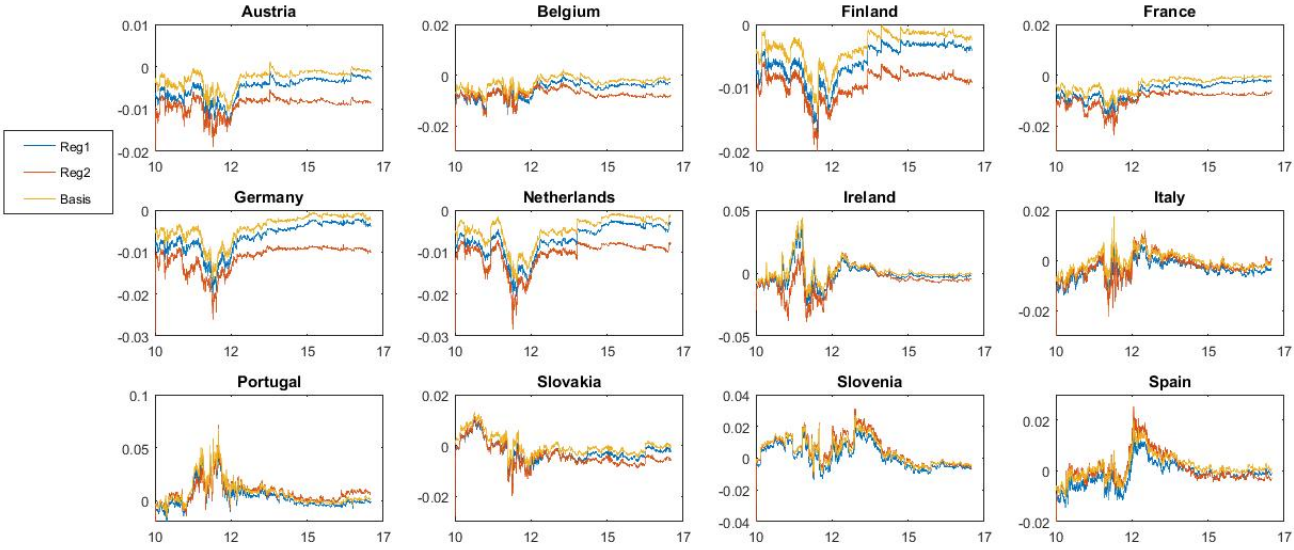 Austria
0.01
0
-0.01
-0.02
10 12 15 17
Belgium
0.02
0
-0.02
10 12 15 17
Finland
0
-0.01
-0.02
10 12 15 17
France
0.02
0
-0.02
10 12 15 17
Reg1
Reg2
Basis
Germany
0
-0.01
-0.02
-0.03
10 12 15 17
Netherlands
0
-0.01
-0.02
-0.03
10 12 15 17
Ireland
0.05
0
-0.05
10 12 15 17
Italy
0.02
0
-0.02
10 12 15 17
Portugal
0.1
0.05
0
10 12 15 17
Slovakia
0.02
0
-0.02
10 12 15 17
Slovenia
0.04
0.02
0
-0.02
-0.04
10 12 15 17
Spain
0.02
0
-0.02
10 12 15 17